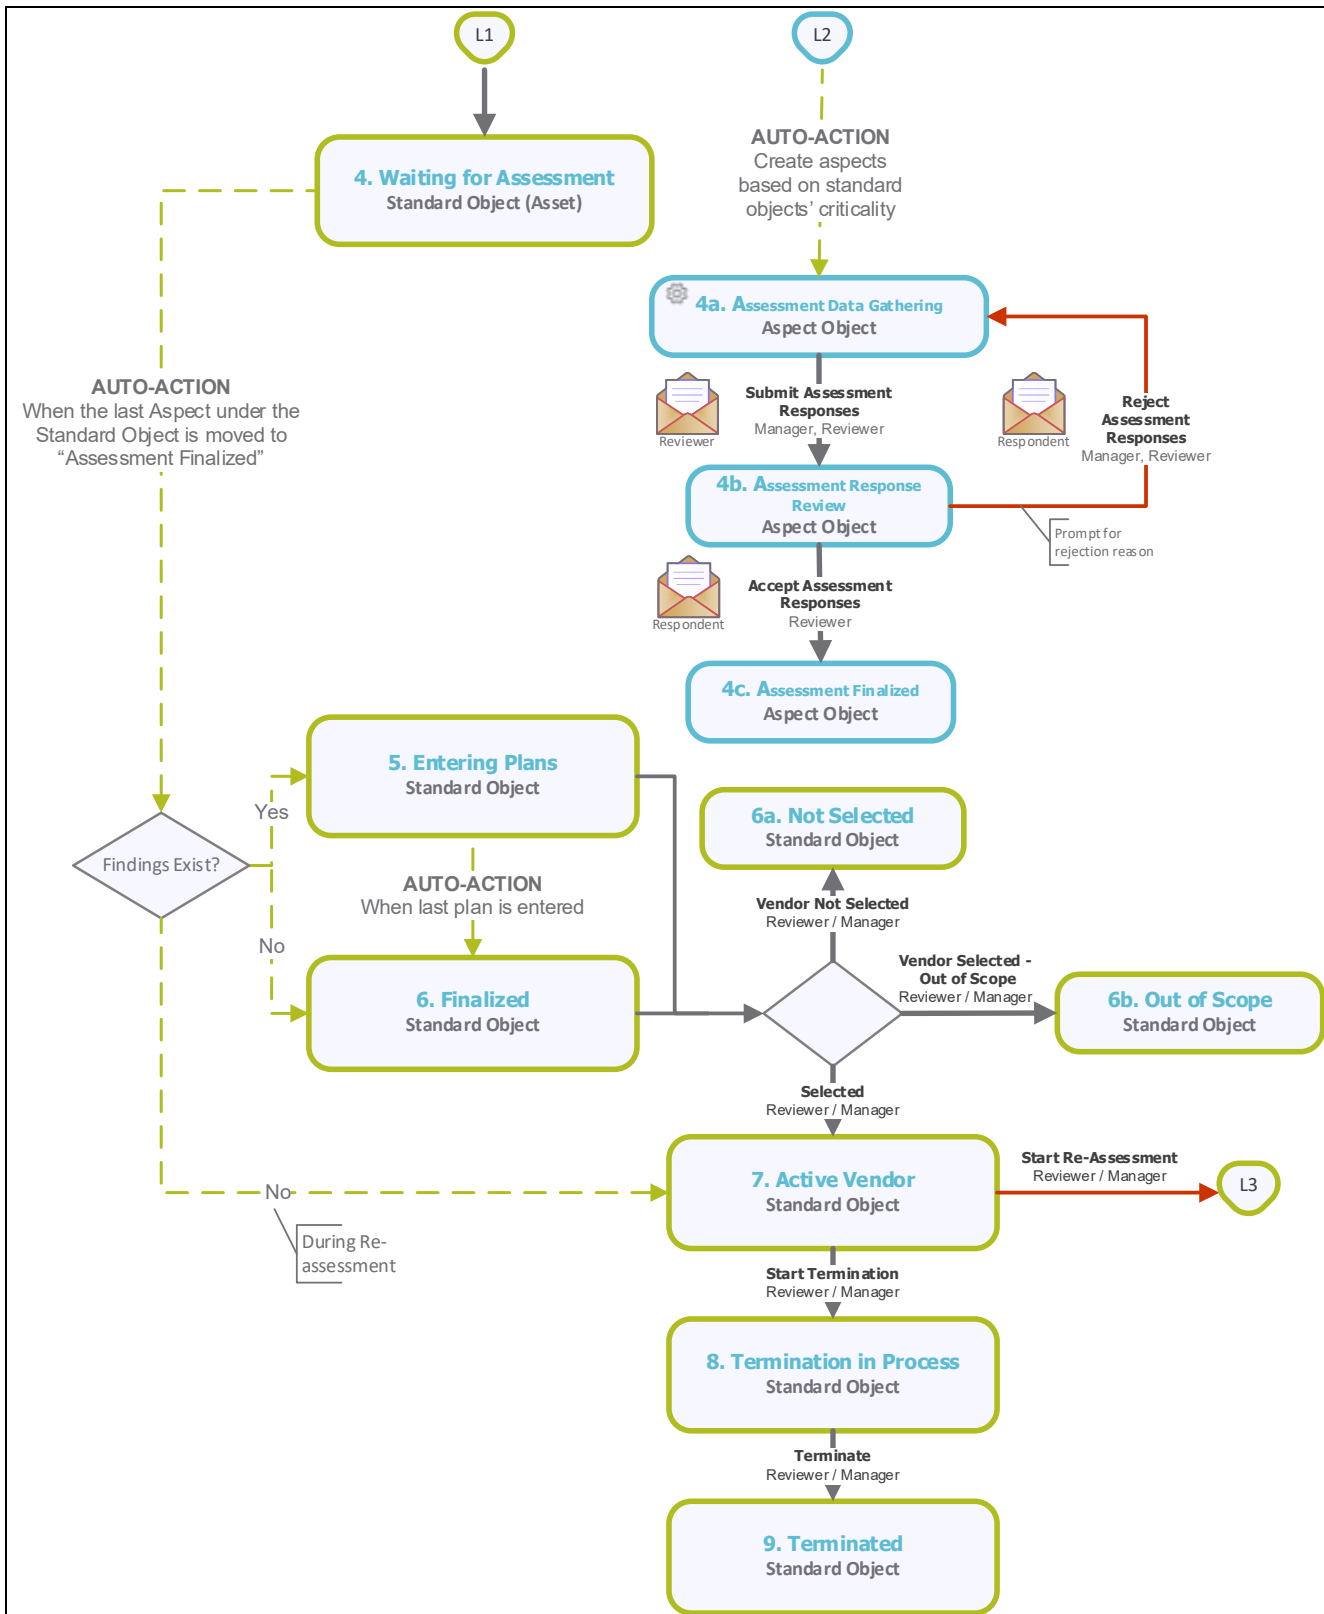 L1
L2
4. Waiting for Assessment
Standard Object (Asset)
AUTO-ACTION
Create aspects
based on standard
objects’ criticality
4a. Assessment Data Gathering
Aspect Object
AUTO-ACTION
When the last Aspect under the
Standard Object is moved to
“Assessment Finalized”
Reviewer
Submit Assessment
Responses
Manager, Reviewer
Respondent
Reject
Assessment
Responses
Manager, Reviewer
4b. Assessment Response
Review
Aspect Object
Prompt for
rejection reason
Respondent
Accept Assessment
Responses
Reviewer
4c. Assessment Finalized
Aspect Object
5. Entering Plans
Standard Object
Yes
Findings Exist?
No
AUTO-ACTION
When last plan is entered
6. Finalized
Standard Object
6a. Not Selected
Standard Object
Vendor Not Selected
Reviewer / Manager
Vendor Selected -
Out of Scope
Reviewer / Manager
6b. Out of Scope
Standard Object
Selected
Reviewer / Manager
7. Active Vendor
Standard Object
Start Re-Assessment
Reviewer / Manager
L3
No
During Re-
assessment
Start Termination
Reviewer / Manager
8. Termination in Process
Standard Object
Terminate
Reviewer / Manager
9. Terminated
Standard Object